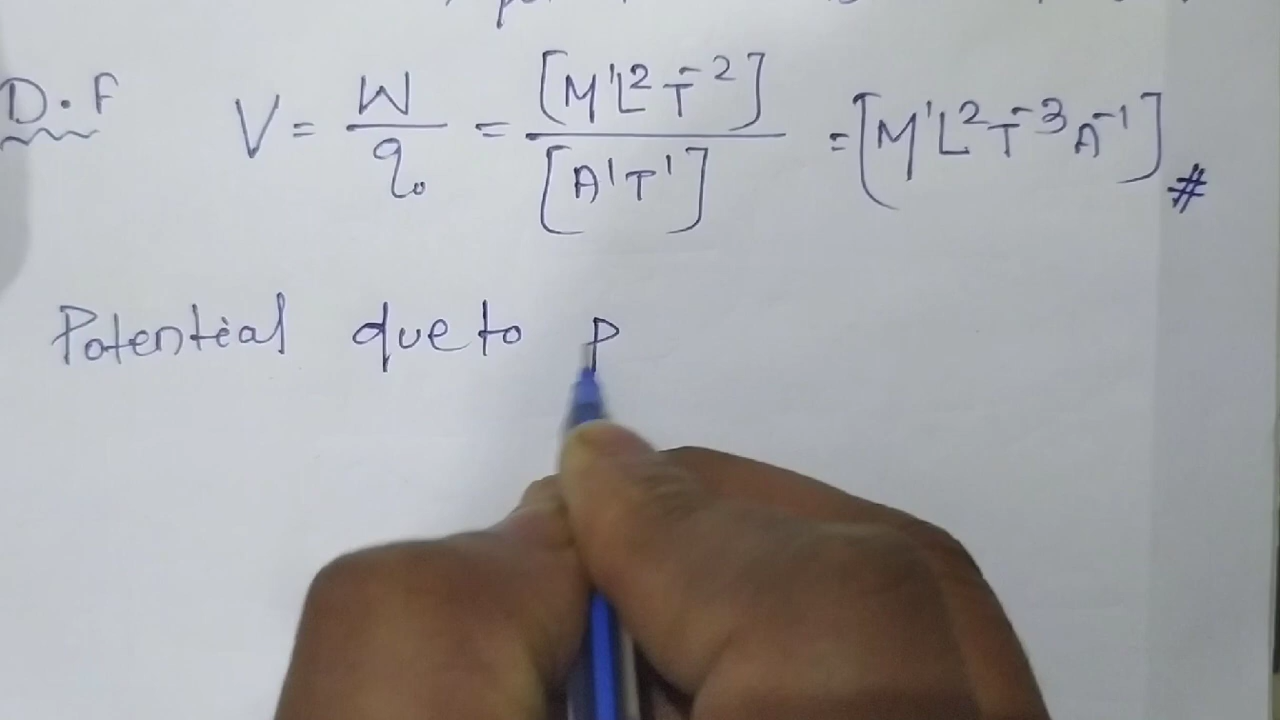 D.F V = W/q₀ = [M¹L²T⁻²]/[A¹T¹] = [M¹L²T⁻³A⁻¹] #
Potential due to P